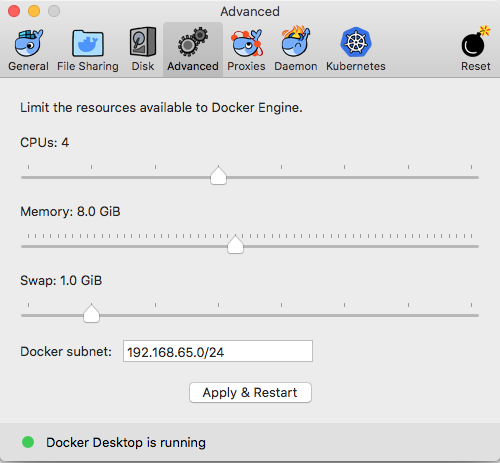 Advanced
General File Sharing Disk Advanced Proxies Daemon Kubernetes Reset
Limit the resources available to Docker Engine.
CPUs: 4
Memory: 8.0 GiB
Swap: 1.0 GiB
Docker subnet: 192.168.65.0/24
Apply & Restart
Docker Desktop is running